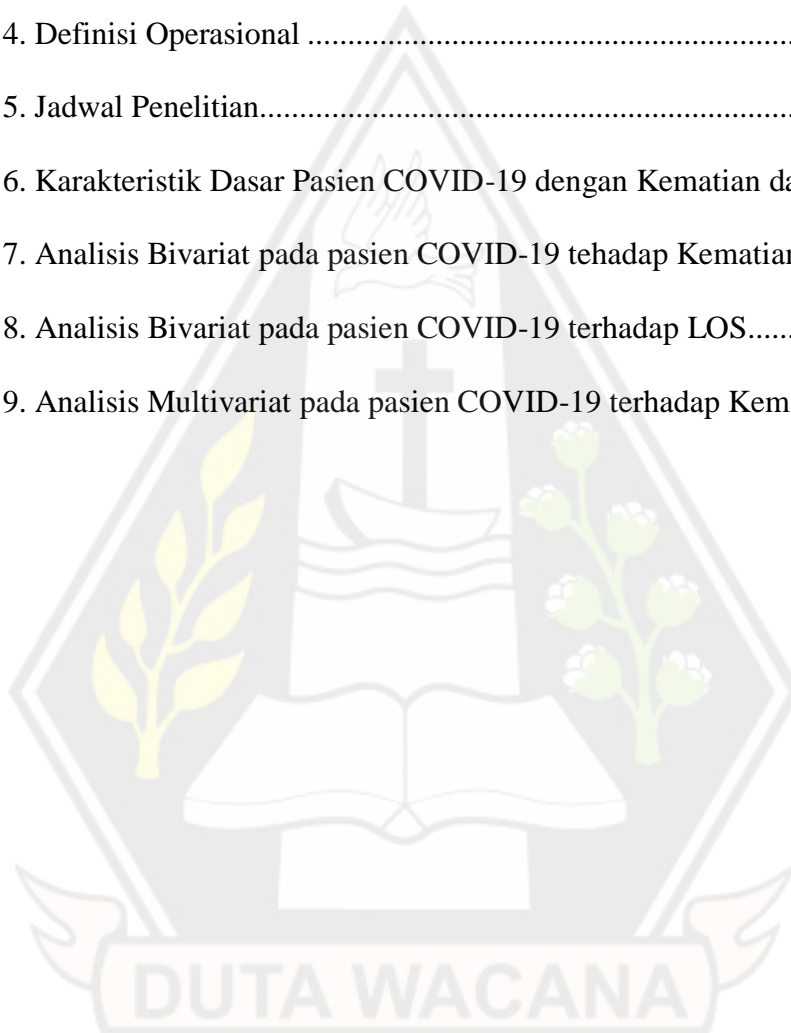 4. Definisi Operasional ............................................................
5. Jadwal Penelitian..................................................................
6. Karakteristik Dasar Pasien COVID-19 dengan Kematian
7. Analisis Bivariat pada pasien COVID-19 tehadap Kematian
8. Analisis Bivariat pada pasien COVID-19 terhadap LOS......
9. Analisis Multivariat pada pasien COVID-19 terhadap
DUTA WACANA